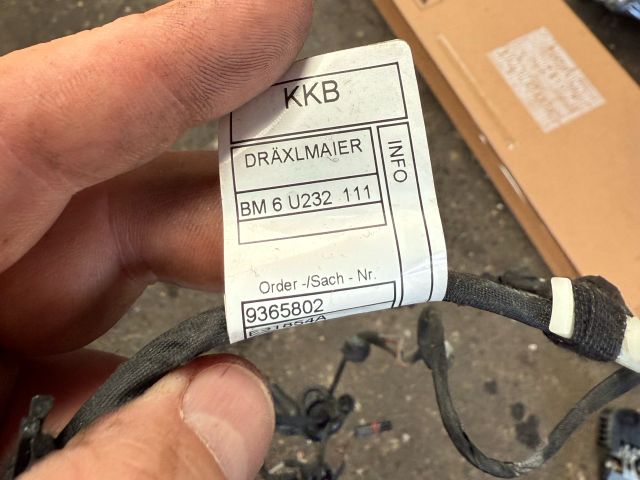 KKB
DRÄXLMAIER
INFO
BM 6 U232 111
Order -/Sach - Nr.
9365802